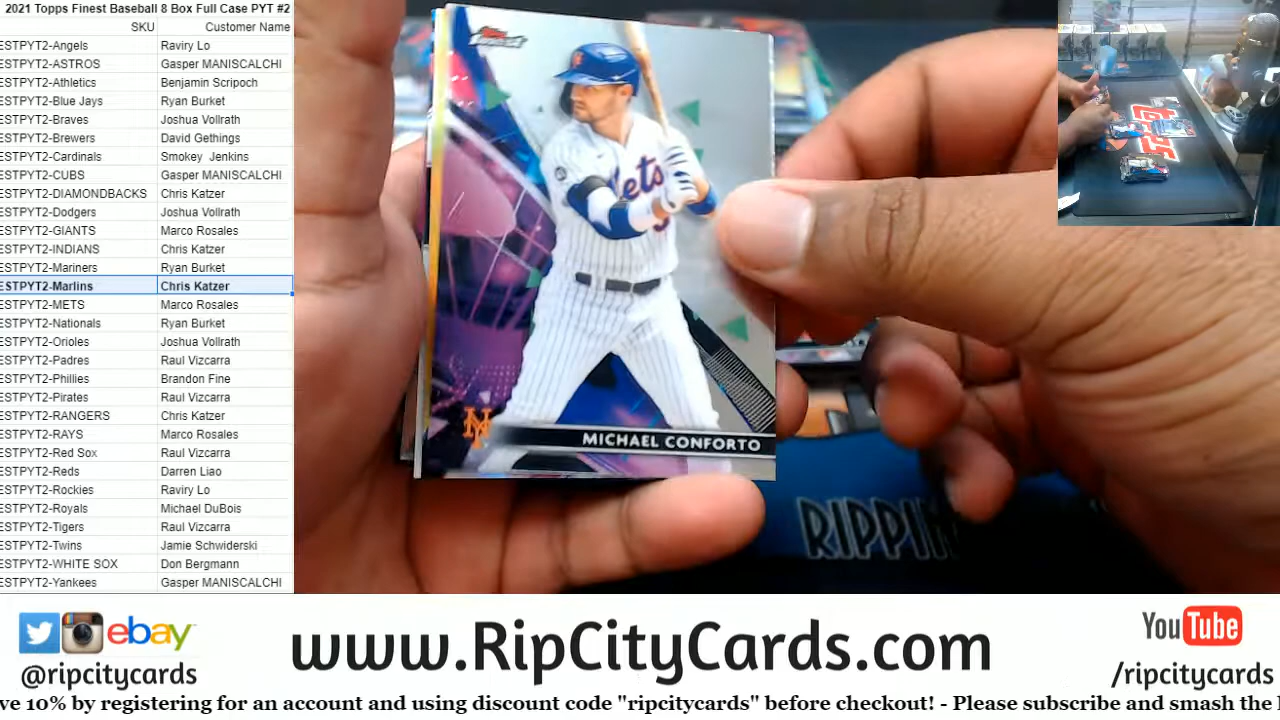 2021 Topps Finest Baseball 8 Box Full Case PYT #2
SKU Customer Name
ESTPYT2-Angels Raviry Lo
ESTPYT2-ASTROS Gasper MANISCALCHI
ESTPYT2-Athletics Benjamin Scripoch
ESTPYT2-Blue Jays Ryan Burket
ESTPYT2-Braves Joshua Vollrath
ESTPYT2-Brewers David Gethings
ESTPYT2-Cardinals Smokey Jenkins
ESTPYT2-CUBS Gasper MANISCALCHI
ESTPYT2-DIAMONDBACKS Chris Katzer
ESTPYT2-Dodgers Joshua Vollrath
ESTPYT2-GIANTS Marco Rosales
ESTPYT2-INDIANS Chris Katzer
ESTPYT2-Mariners Ryan Burket
ESTPYT2-Marlins Chris Katzer
ESTPYT2-METS Marco Rosales
ESTPYT2-Nationals Ryan Burket
ESTPYT2-Orioles Joshua Vollrath
ESTPYT2-Padres Raul Vizcarra
ESTPYT2-Phillies Brandon Fine
ESTPYT2-Pirates Raul Vizcarra
ESTPYT2-RANGERS Chris Katzer
ESTPYT2-RAYS Marco Rosales
ESTPYT2-Red Sox Raul Vizcarra
ESTPYT2-Reds Darren Liao
ESTPYT2-Rockies Raviry Lo
ESTPYT2-Royals Michael DuBois
ESTPYT2-Tigers Raul Vizcarra
ESTPYT2-Twins Jamie Schwiderski
ESTPYT2-WHITE SOX Don Bergmann
ESTPYT2-Yankees Gasper MANISCALCHI
Topps Finest
Mets
NY
MICHAEL CONFORTO
RIPPIN
Topps
ebay
@ripcitycards
www.RipCityCards.com
YouTube
/ripcitycards
ve 10% by registering for an account and using discount code "ripcitycards" before checkout! - Please subscribe and smash the